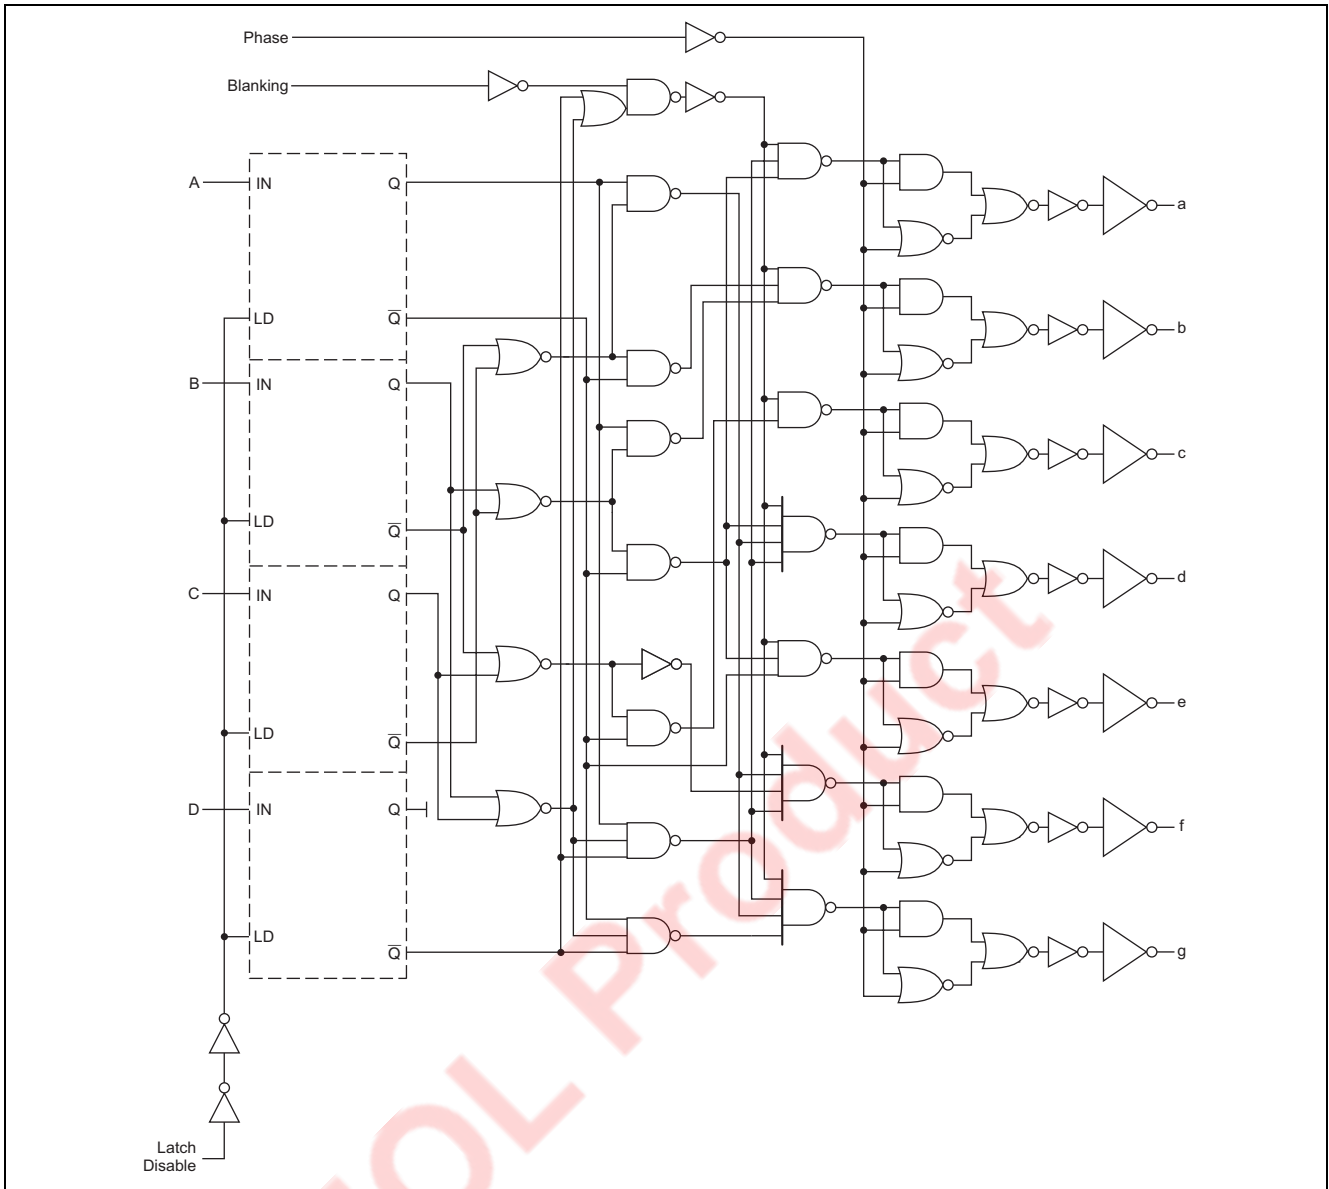 Phase
Blanking
A IN Q
a
LD Q̅
b
B IN Q
c
LD Q̅
d
C IN Q
e
LD Q̅
f
D IN Q
g
LD Q̅
Latch
Disable
OL Product